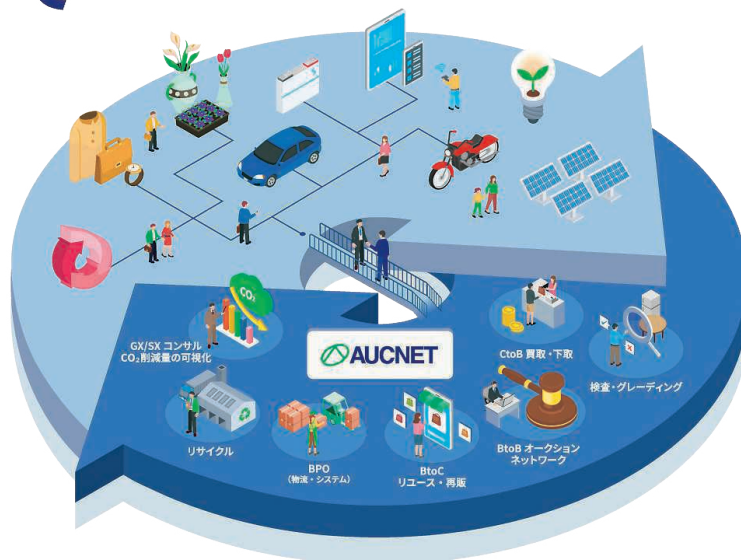 CO₂
GX/SX コンサル
CO₂削減量の可視化
AUCNET
CtoB 買取・下取
検査・グレーディング
リサイクル
BPO
（物流・システム）
BtoC
リユース・再販
BtoB オークション
ネットワーク